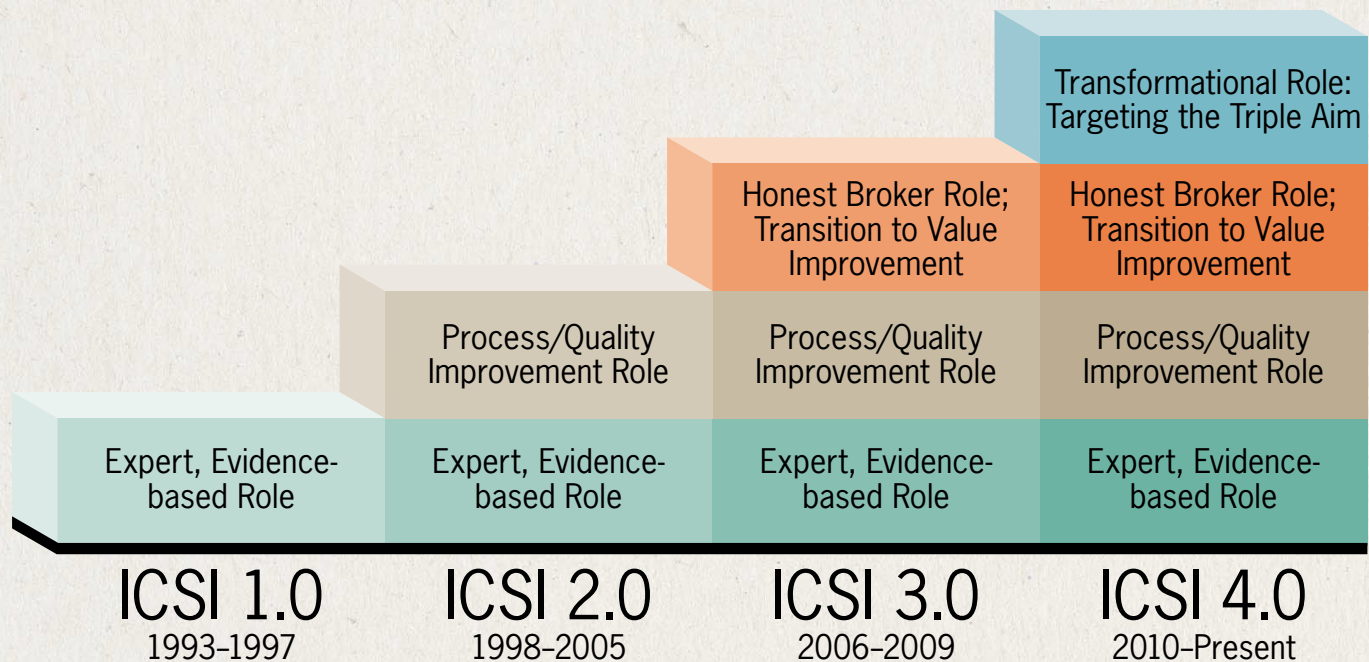 Transformational Role:
Targeting the Triple Aim
Honest Broker Role;
Transition to Value
Improvement
Honest Broker Role;
Transition to Value
Improvement
Process/Quality
Improvement Role
Process/Quality
Improvement Role
Process/Quality
Improvement Role
Expert, Evidence-
based Role
Expert, Evidence-
based Role
Expert, Evidence-
based Role
Expert, Evidence-
based Role
ICSI 1.0
1993–1997
ICSI 2.0
1998–2005
ICSI 3.0
2006–2009
ICSI 4.0
2010–Present